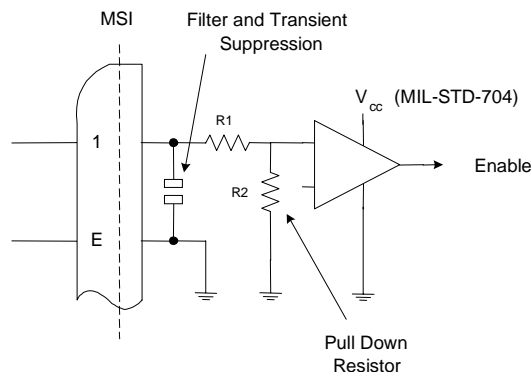 MSI
Filter and Transient
Suppression
V cc (MIL-STD-704)
R1
1
Enable
R2
E
Pull Down
Resistor